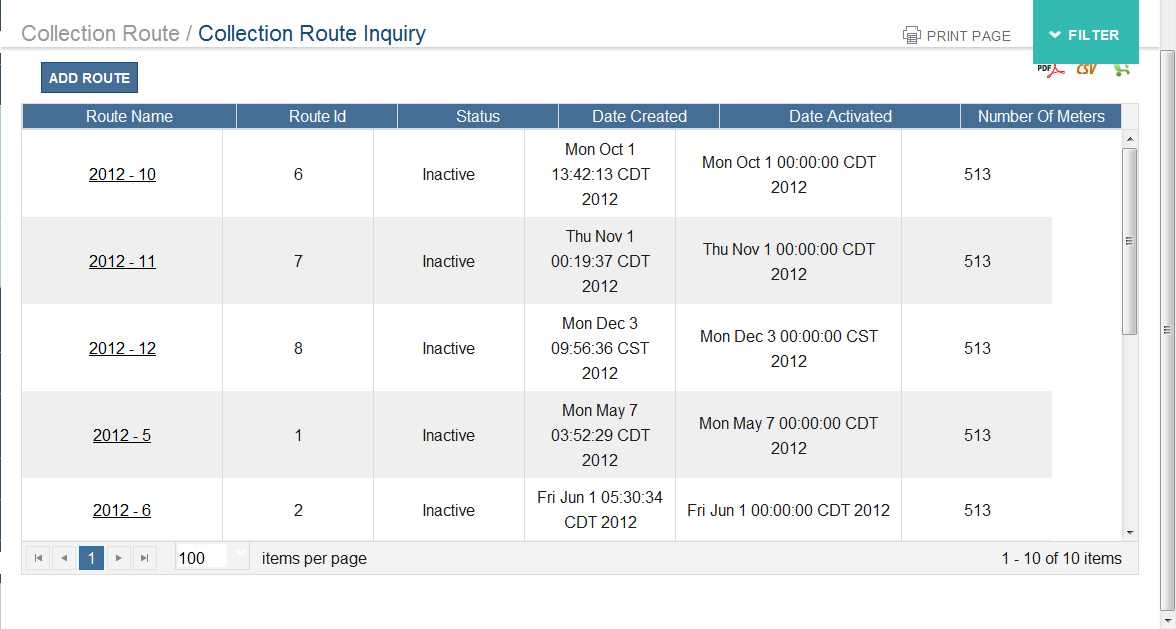 Collection Route / Collection Route Inquiry
PRINT PAGE
FILTER
ADD ROUTE
PDF
CSV
Route Name Route Id Status Date Created Date Activated Number Of Meters
2012 - 10 6 Inactive Mon Oct 1 13:42:13 CDT 2012 Mon Oct 1 00:00:00 CDT 2012 513
2012 - 11 7 Inactive Thu Nov 1 00:19:37 CDT 2012 Thu Nov 1 00:00:00 CDT 2012 513
2012 - 12 8 Inactive Mon Dec 3 09:56:36 CST 2012 Mon Dec 3 00:00:00 CST 2012 513
2012 - 5 1 Inactive Mon May 7 03:52:29 CDT 2012 Mon May 7 00:00:00 CDT 2012 513
2012 - 6 2 Inactive Fri Jun 1 05:30:34 CDT 2012 Fri Jun 1 00:00:00 CDT 2012 513
1 100 items per page 1 - 10 of 10 items